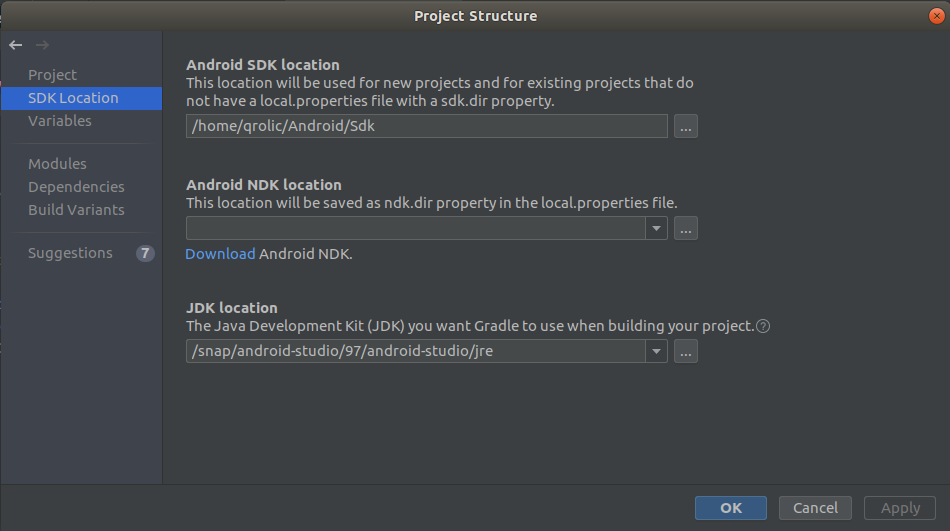 Project Structure
Project
SDK Location
Variables
Modules
Dependencies
Build Variants
Suggestions 7
Android SDK location
This location will be used for new projects and for existing projects that do
not have a local.properties file with a sdk.dir property.
/home/qrolic/Android/Sdk
...
Android NDK location
This location will be saved as ndk.dir property in the local.properties file.
...
Download Android NDK.
JDK location
The Java Development Kit (JDK) you want Gradle to use when building your project. ?
/snap/android-studio/97/android-studio/jre
...
OK Cancel Apply